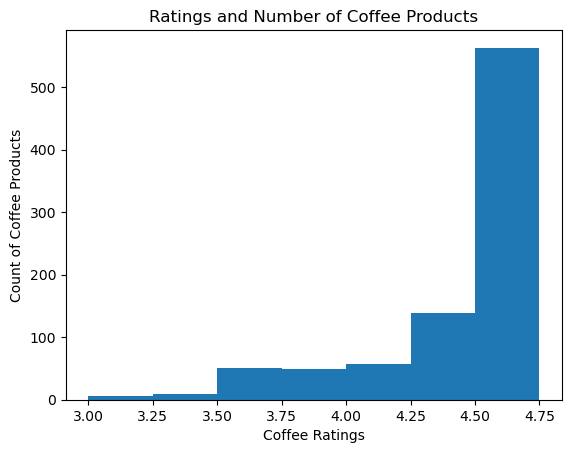 Ratings and Number of Coffee Products
Count of Coffee Products
500
400
300
200
100
0
3.00 3.25 3.50 3.75 4.00 4.25 4.50 4.75
Coffee Ratings